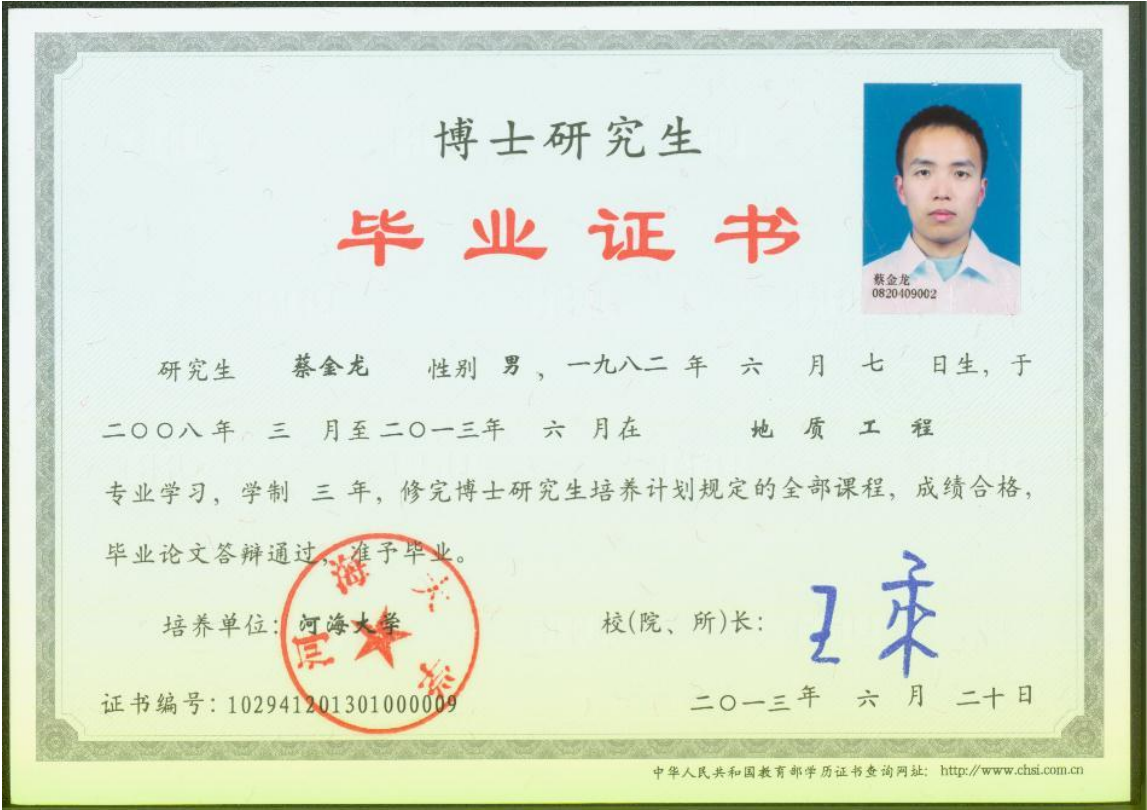 博士研究生
毕业证书
蔡金龙
0820409002
研究生 蔡金龙 性别 男 、一九八二 年 六 月 七 日生，于
二〇〇八 年 三 月至 二〇一三年 六 月在 地质工程
专业学习，学制 三 年，修完博士研究生培养计划规定的全部课程，成绩合格，
毕业论文答辩通过，准予毕业。
河海大学
培养单位：河海大学 校(院、所)长：
证书编号：102941201301000009 二〇一三 年 六 月 二十 日
中华人民共和国教育部学历证书查询网址： http://www.chsi.com.cn